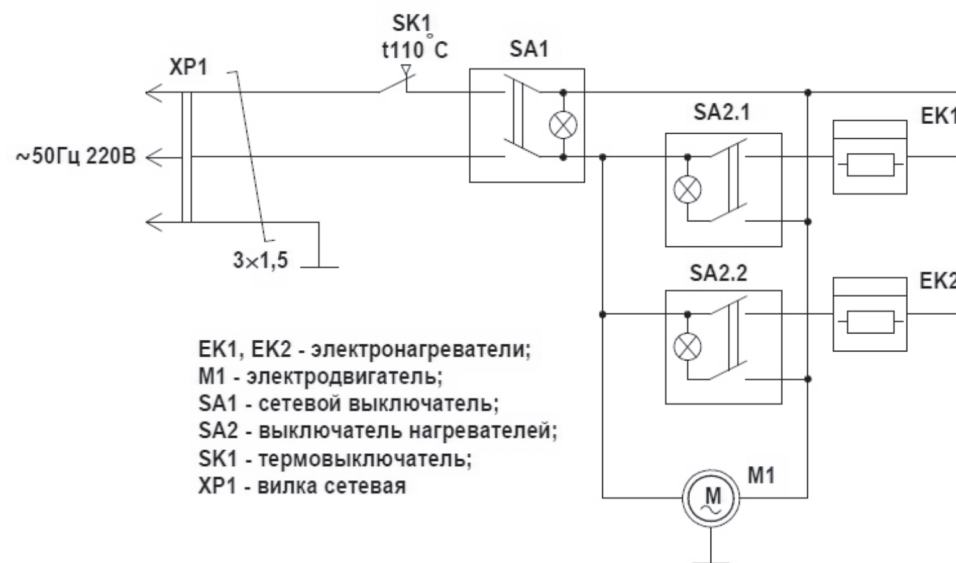 SK1
t110°C
SA1
XP1
SA2.1
EK1
~50Гц 220В
3×1,5
SA2.2
EK2
EK1, EK2 - электронагреватели;
M1 - электродвигатель;
SA1 - сетевой выключатель;
SA2 - выключатель нагревателей;
SK1 - термовыключатель;
XP1 - вилка сетевая
M1
M